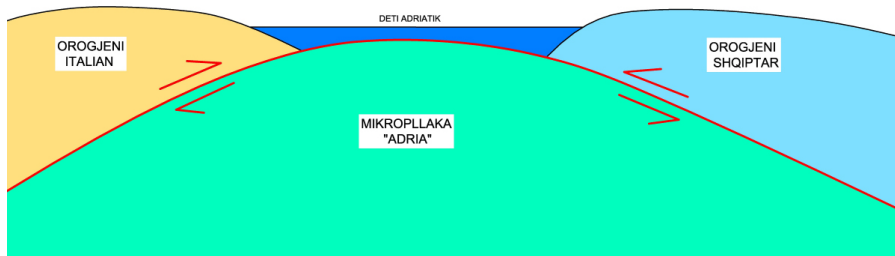 DETI ADRIATIK
OROGJENI
ITALIAN
OROGJENI
SHQIPTAR
MIKROPLLAKA
"ADRIA"